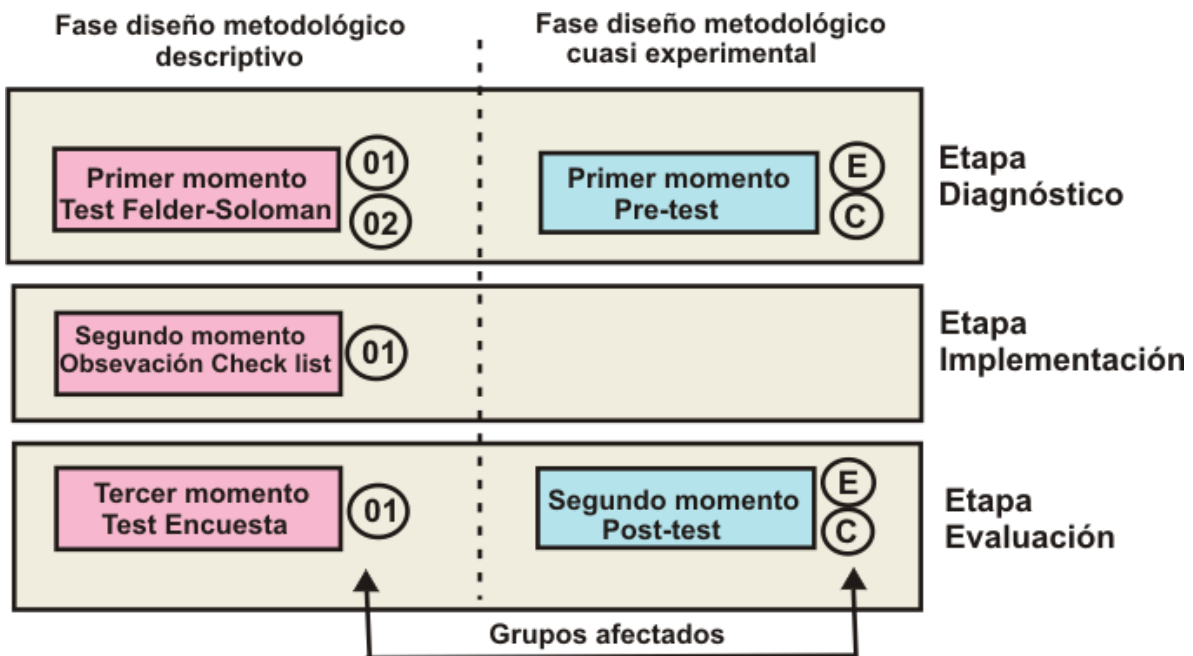 Fase diseño metodológico
descriptivo
Fase diseño metodológico
cuasi experimental
Primer momento
Test Felder-Soloman
01
02
Primer momento
Pre-test
E
C
Etapa
Diagnóstico
Segundo momento
Obsevación Check list
01
Etapa
Implementación
Tercer momento
Test Encuesta
01
Segundo momento
Post-test
E
C
Etapa
Evaluación
Grupos afectados